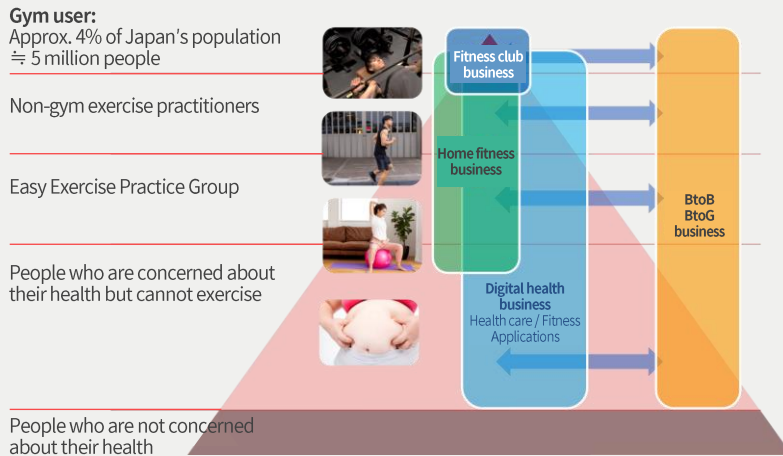 Gym user:
Approx. 4% of Japan's population
≒ 5 million people
Non-gym exercise practitioners
Easy Exercise Practice Group
People who are concerned about
their health but cannot exercise
People who are not concerned
about their health
Fitness club
business
Home fitness
business
Digital health
business
Health care / Fitness
Applications
BtoB
BtoG
business